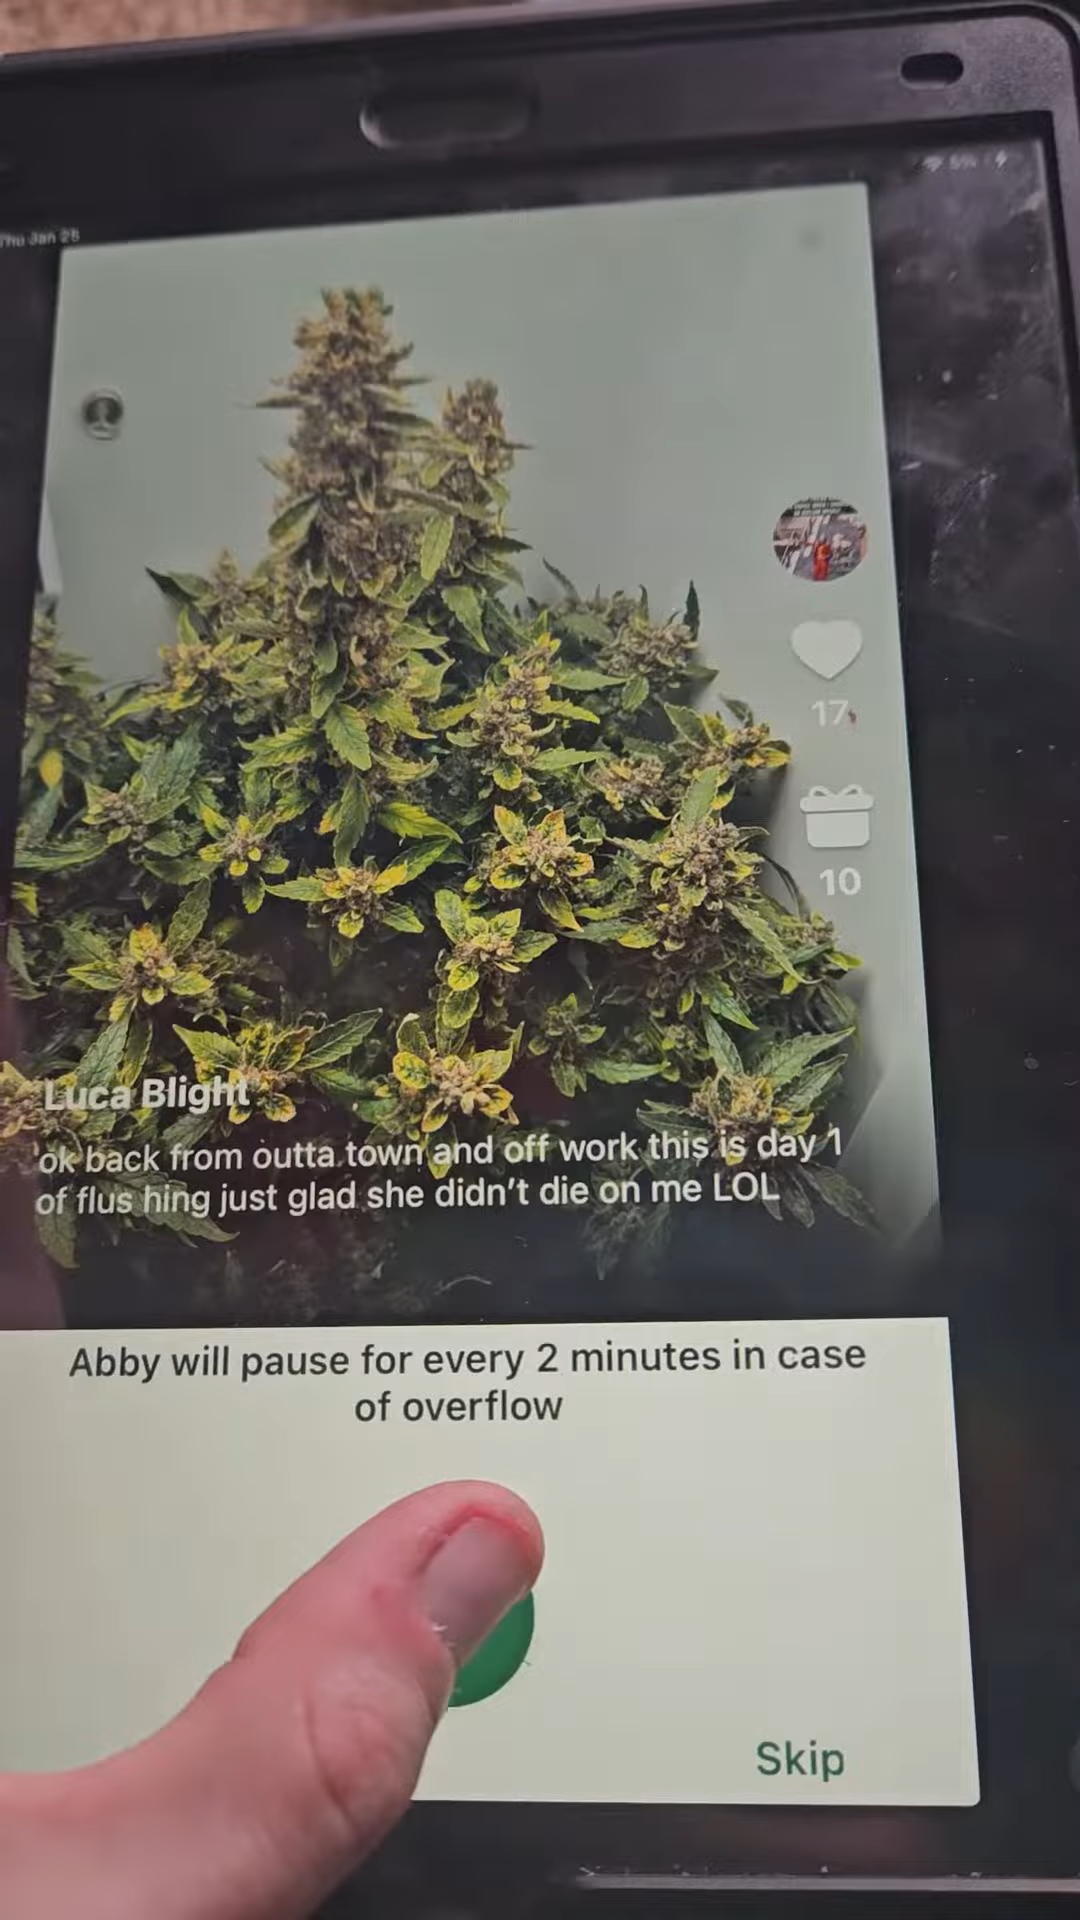 Thu Jan 25
5%
17
10
Luca Blight
ok back from outta town and off work this is day 1
of flus hing just glad she didn't die on me LOL
Abby will pause for every 2 minutes in case
of overflow
Skip